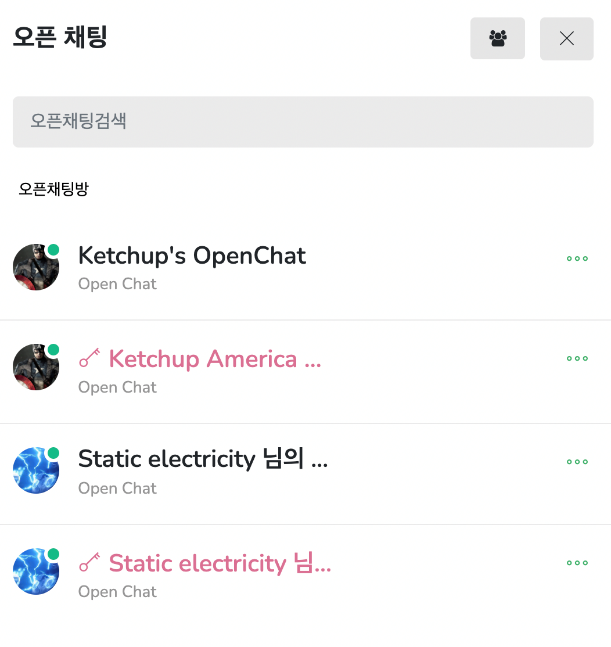 오픈 채팅
오픈채팅검색
오픈채팅방
Ketchup's OpenChat
Open Chat
Ketchup America ...
Open Chat
Static electricity 님의 ...
Open Chat
Static electricity 님...
Open Chat